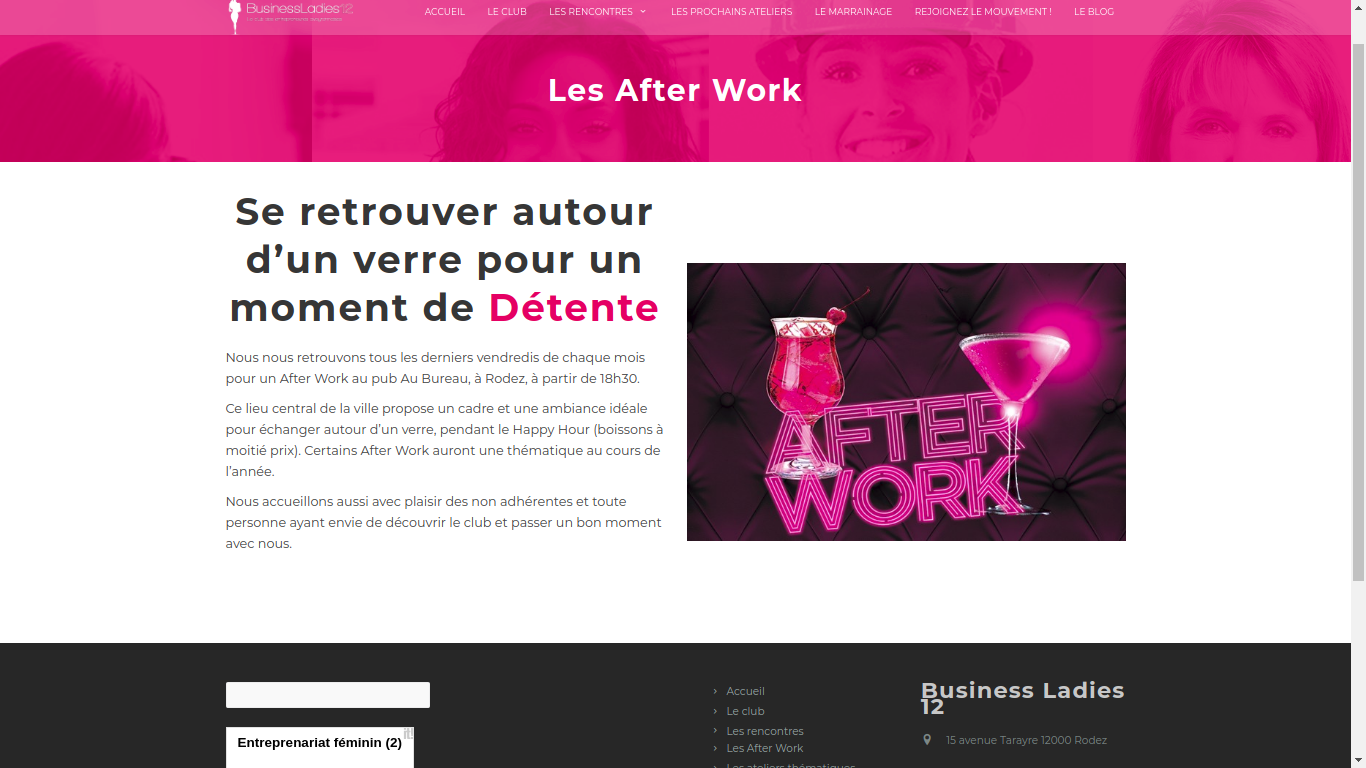 BusinessLadies12
ACCUEIL
LE CLUB
LES RENCONTRES
LES PROCHAINS ATELIERS
LE MARRAINAGE
REJOIGNEZ LE MOUVEMENT !
LE BLOG
Les After Work
Se retrouver autour
d’un verre pour un
moment de Détente
Nous nous retrouvons tous les derniers vendredis de chaque mois
pour un After Work au pub Au Bureau, à Rodez, à partir de 18h30.
Ce lieu central de la ville propose un cadre et une ambiance idéale
pour échanger autour d’un verre, pendant le Happy Hour (boissons à
moitié prix). Certains After Work auront une thématique au cours de
l’année.
Nous accueillons aussi avec plaisir des non adhérentes et toute
personne ayant envie de découvrir le club et passer un bon moment
avec nous.
AFTER
WORK
Entreprenariat féminin (2)
it!
Accueil
Le club
Les rencontres
Les After Work
Les ateliers thématiques
Business Ladies
12
15 avenue Tarayre 12000 Rodez